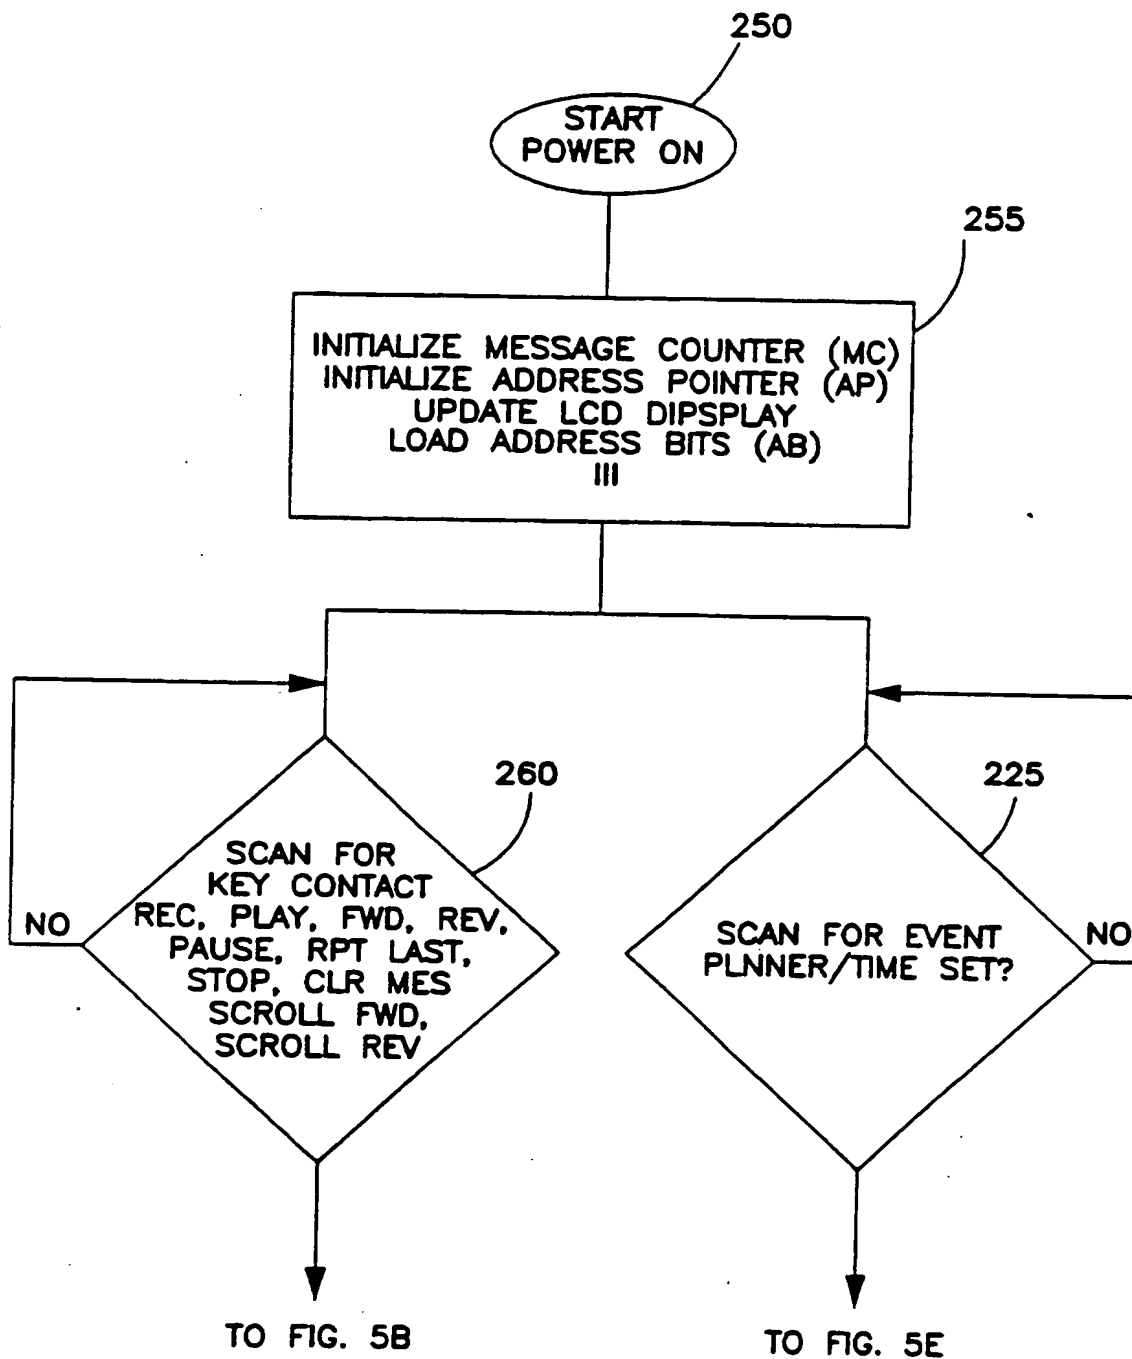 250
START
POWER ON
255
INITIALIZE MESSAGE COUNTER (MC)
INITIALIZE ADDRESS POINTER (AP)
UPDATE LCD DIPSPLAY
LOAD ADDRESS BITS (AB)
III
260
SCAN FOR
KEY CONTACT
REC, PLAY, FWD, REV,
PAUSE, RPT LAST,
STOP, CLR MES
SCROLL FWD,
SCROLL REV
NO
225
SCAN FOR EVENT
PLNNER/TIME SET?
NO
TO FIG. 5B
TO FIG. 5E